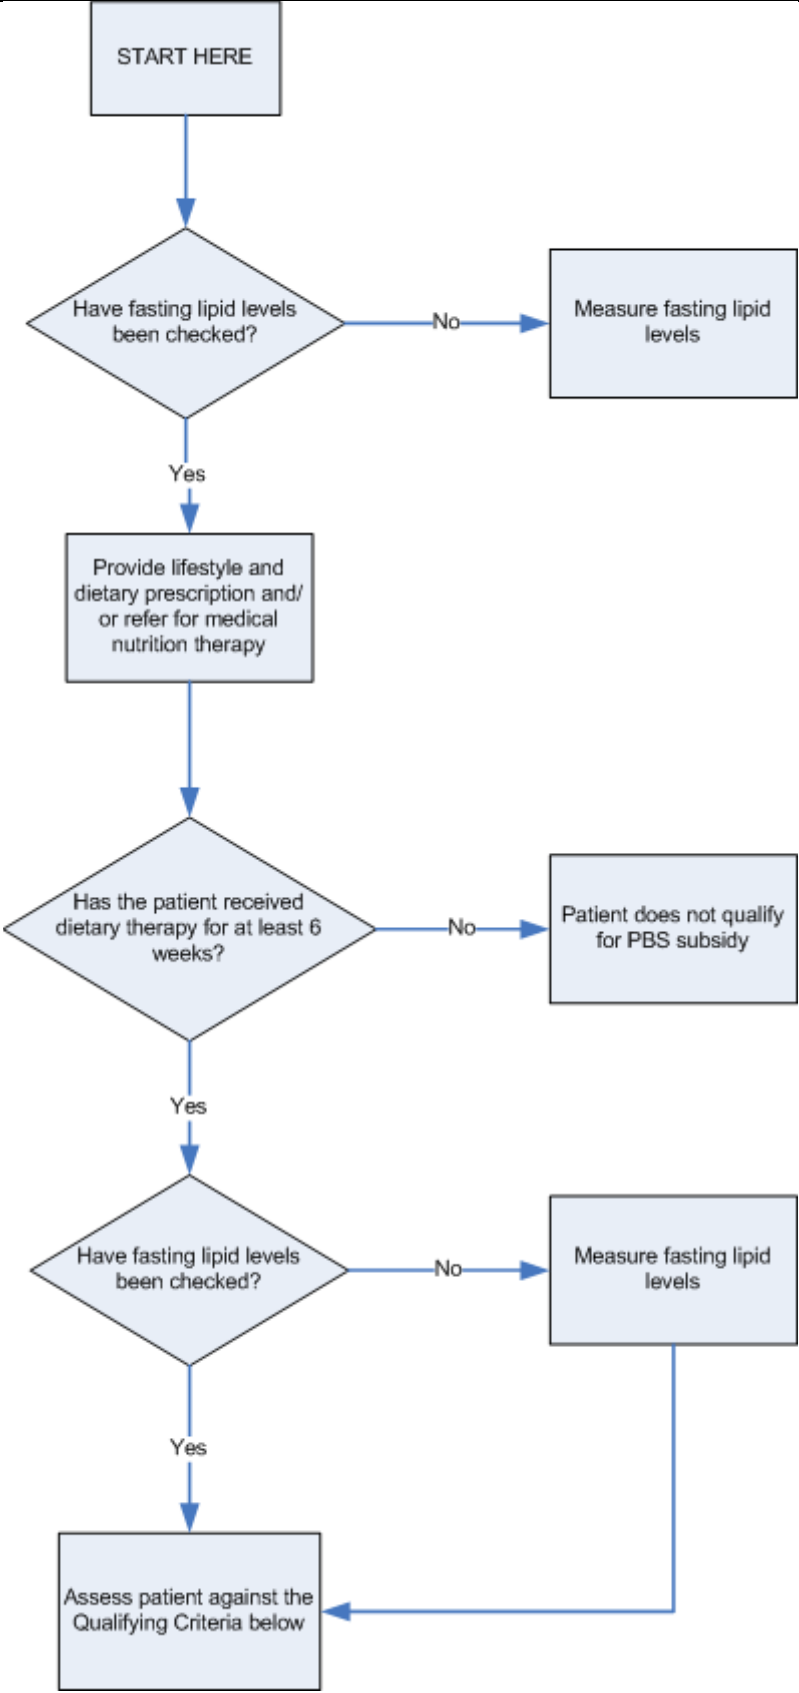 START HERE
Have fasting lipid levels
been checked?
No
Measure fasting lipid
levels
Yes
Provide lifestyle and
dietary prescription and/
or refer for medical
nutrition therapy
Has the patient received
dietary therapy for at least 6
weeks?
No
Patient does not qualify
for PBS subsidy
Yes
Have fasting lipid levels
been checked?
No
Measure fasting lipid
levels
Yes
Assess patient against the
Qualifying Criteria below